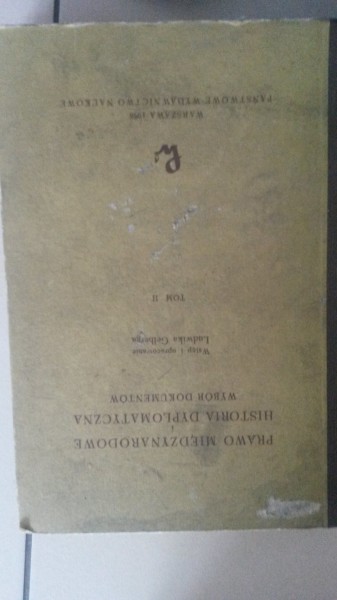 PRAWO MIĘDZYNARODOWE
i
HISTORIA DYPLOMATYCZNA
WYBÓR DOKUMENTÓW
Wstęp i opracowanie
Ludwika Gelberga
TOM II
WARSZAWA
PAŃSTWOWE WYDAWNICTWO NAUKOWE